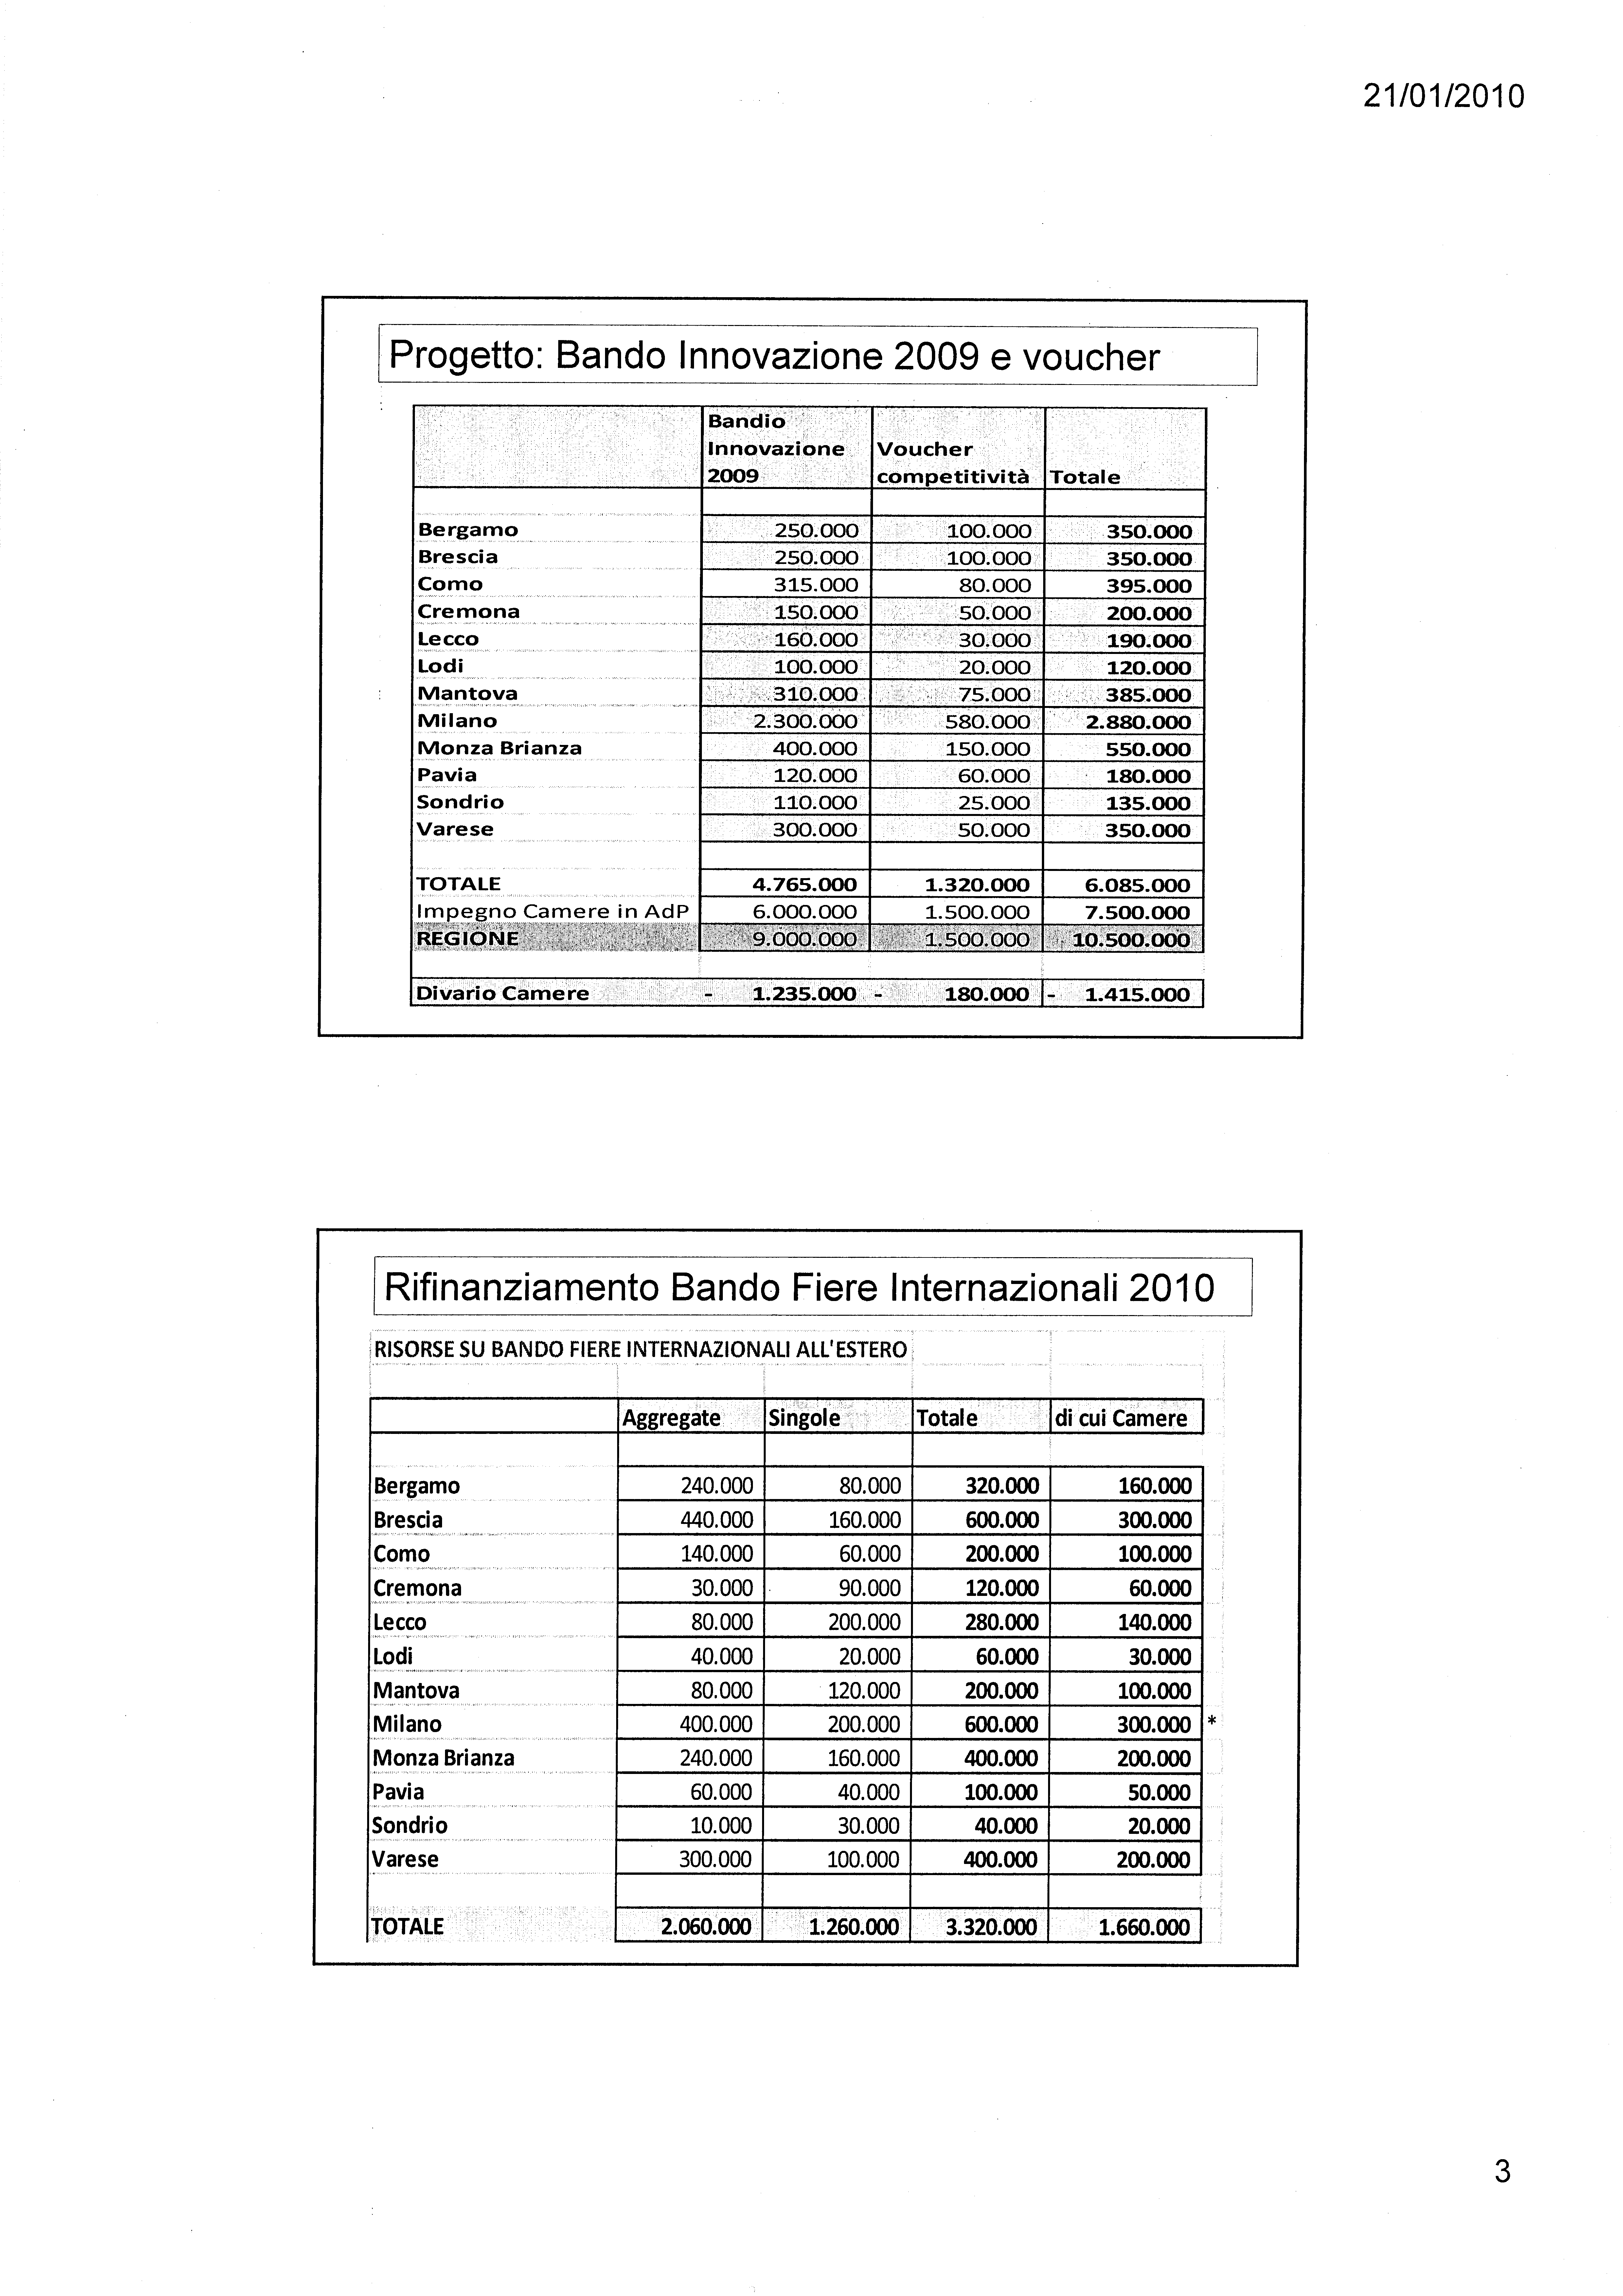 21/01/2010
Progetto: Bando Innovazione 2009 e voucher
Bandio
Innovazione Voucher
2009 competitività Totale
Bergamo 250.000 100.000 350.000
Brescia 250.000 100.000 350.000
Como 315.000 80.000 395.000
Cremona 150.000 50.000 200.000
Lecco 160.000 30.000 190.000
Lodi 100.000 20.000 120.000
Mantova 310.000 75.000 385.000
Milano 2.300.000 580.000 2.880.000
Monza Brianza 400.000 150.000 550.000
Pavia 120.000 60.000 180.000
Sondrio 110.000 25.000 135.000
Varese 300.000 50.000 350.000
TOTALE 4.765.000 1.320.000 6.085.000
Impegno Camere in AdP 6.000.000 1.500.000 7.500.000
REGIONE 9.000.000 1.500.000 10.500.000
Divario Camere - 1.235.000 - 180.000 - 1.415.000
Rifinanziamento Bando Fiere Internazionali 2010
RISORSE SU BANDO FIERE INTERNAZIONALI ALL'ESTERO
Aggregate Singole Totale di cui Camere
Bergamo 240.000 80.000 320.000 160.000
Brescia 440.000 160.000 600.000 300.000
Como 140.000 60.000 200.000 100.000
Cremona 30.000 90.000 120.000 60.000
Lecco 80.000 200.000 280.000 140.000
Lodi 40.000 20.000 60.000 30.000
Mantova 80.000 120.000 200.000 100.000
Milano 400.000 200.000 600.000 300.000 *
Monza Brianza 240.000 160.000 400.000 200.000
Pavia 60.000 40.000 100.000 50.000
Sondrio 10.000 30.000 40.000 20.000
Varese 300.000 100.000 400.000 200.000
TOTALE 2.060.000 1.260.000 3.320.000 1.660.000
3